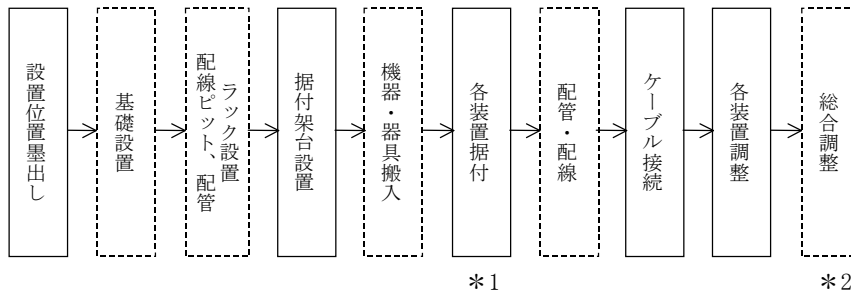 設置位置墨出し
基礎設置
配線ピット、配管
ラック設置
据付架台設置
機器・器具搬入
各装置据付
配管・配線
ケーブル接続
各装置調整
総合調整
*1
*2